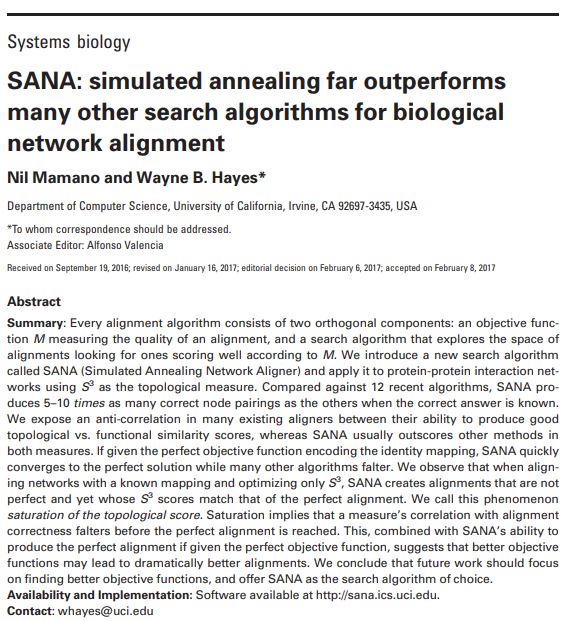 Systems biology
SANA: simulated annealing far outperforms
many other search algorithms for biological
network alignment
Nil Mamano and Wayne B. Hayes*
Department of Computer Science, University of California, Irvine, CA 92697-3435, USA
*To whom correspondence should be addressed.
Associate Editor: Alfonso Valencia
Received on September 19, 2016; revised on January 16, 2017; editorial decision on February 6, 2017; accepted on February 8, 2017
Abstract
Summary: Every alignment algorithm consists of two orthogonal components: an objective func-
tion M measuring the quality of an alignment, and a search algorithm that explores the space of
alignments looking for ones scoring well according to M. We introduce a new search algorithm
called SANA (Simulated Annealing Network Aligner) and apply it to protein-protein interaction net-
works using S³ as the topological measure. Compared against 12 recent algorithms, SANA pro-
duces 5–10 times as many correct node pairings as the others when the correct answer is known.
We expose an anti-correlation in many existing aligners between their ability to produce good
topological vs. functional similarity scores, whereas SANA usually outscores other methods in
both measures. If given the perfect objective function encoding the identity mapping, SANA quickly
converges to the perfect solution while many other algorithms falter. We observe that when align-
ing networks with a known mapping and optimizing only S³, SANA creates alignments that are not
perfect and yet whose S³ scores match that of the perfect alignment. We call this phenomenon
saturation of the topological score. Saturation implies that a measure's correlation with alignment
correctness falters before the perfect alignment is reached. This, combined with SANA's ability to
produce the perfect alignment if given the perfect objective function, suggests that better objective
functions may lead to dramatically better alignments. We conclude that future work should focus
on finding better objective functions, and offer SANA as the search algorithm of choice.
Availability and Implementation: Software available at http://sana.ics.uci.edu.
Contact: whayes@uci.edu